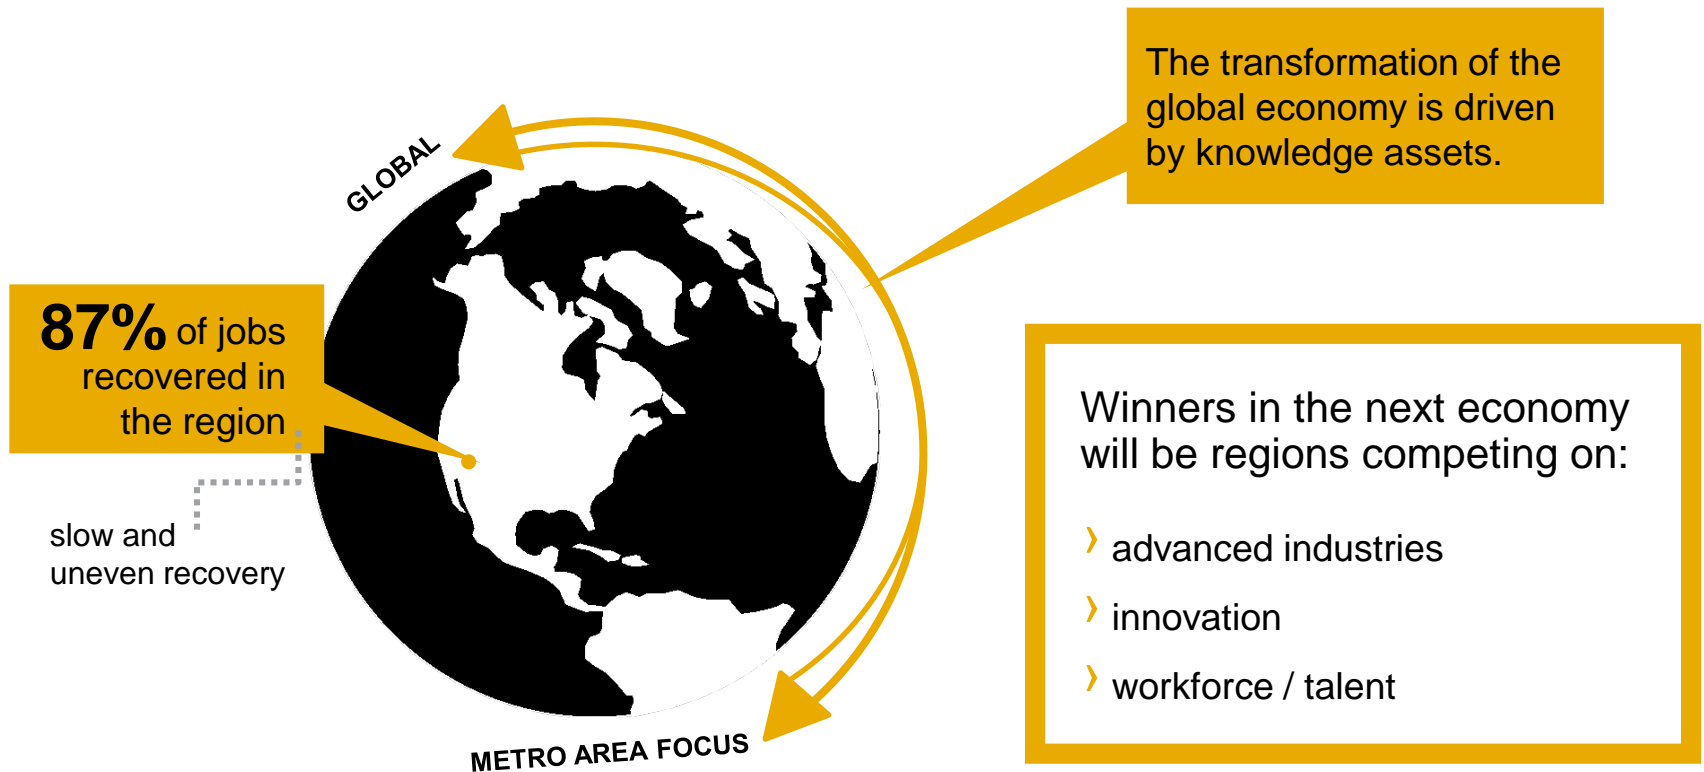 The transformation of the
global economy is driven
by knowledge assets.
GLOBAL
87% of jobs
recovered in
the region
slow and
uneven recovery
Winners in the next economy
will be regions competing on:
› advanced industries
› innovation
› workforce / talent
METRO AREA FOCUS